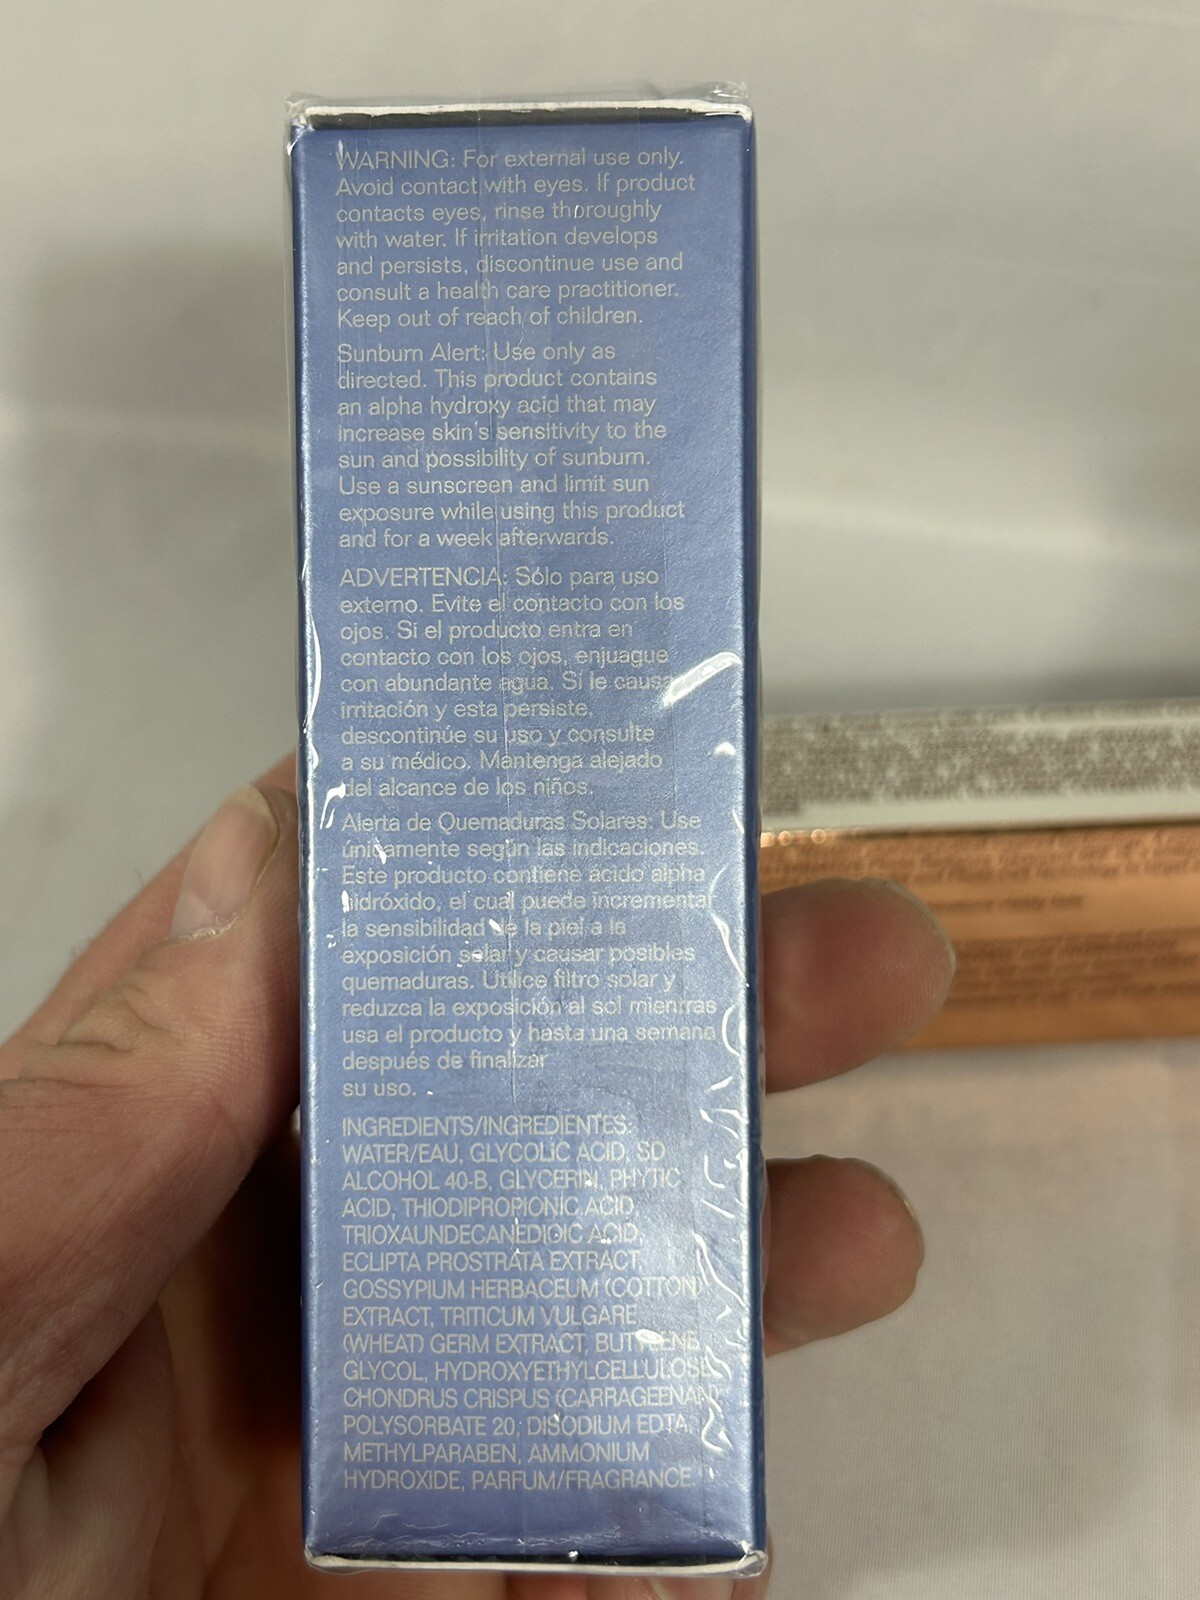 WARNING: For external use only.
Avoid contact with eyes. If product
contacts eyes, rinse thoroughly
with water. If irritation develops
and persists, discontinue use and
consult a health care practitioner.
Keep out of reach of children.
Sunburn Alert: Use only as
directed. This product contains
an alpha hydroxy acid that may
increase skin's sensitivity to the
sun and possibility of sunburn.
Use a sunscreen and limit sun
exposure while using this product
and for a week afterwards.
ADVERTENCIA: Sólo para uso
externo. Evite el contacto con los
ojos. Si el producto entra en
contacto con los ojos, enjuague
con abundante agua. Sí le causa
irritación y esta persiste,
descontinúe su uso y consulte
a su médico. Mantenga alejado
del alcance de los niños.
Alerta de Quemaduras Solares: Use
únicamente según las indicaciones.
Este producto contiene ácido alpha
hidróxido, el cual puede incrementar
la sensibilidad de la piel a la
exposición solar y causar posibles
quemaduras. Utilice filtro solar y
reduzca la exposición al sol mientras
usa el producto y hasta una semana
después de finalizar
su uso.
INGREDIENTS/INGREDIENTES:
WATER/EAU, GLYCOLIC ACID, SD
ALCOHOL 40-B, GLYCERIN, PHYTIC
ACID, THIODIPROPIONIC ACID,
TRIOXAUNDECANEDIOIC ACID,
ECLIPTA PROSTRATA EXTRACT,
GOSSYPIUM HERBACEUM (COTTON)
EXTRACT, TRITICUM VULGARE
(WHEAT) GERM EXTRACT, BUTYLENE
GLYCOL, HYDROXYETHYLCELLULOSE,
CHONDRUS CRISPUS (CARRAGEENAN),
POLYSORBATE 20, DISODIUM EDTA,
METHYLPARABEN, AMMONIUM
HYDROXIDE, PARFUM/FRAGRANCE.